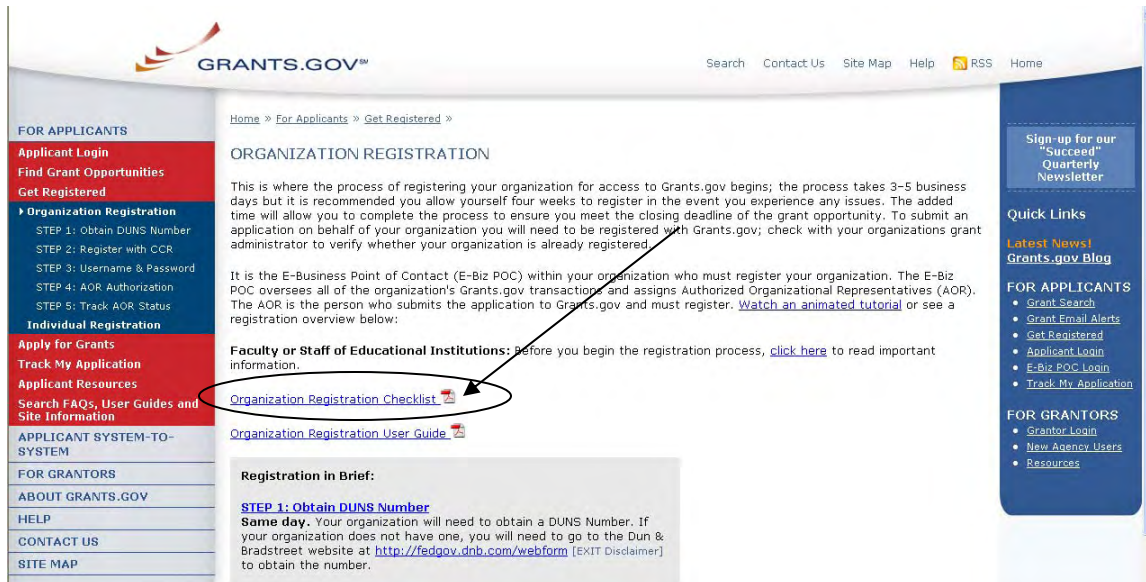 GRANTS.GOV℠
Search Contact Us Site Map Help RSS Home
FOR APPLICANTS
Applicant Login
Find Grant Opportunities
Get Registered
Organization Registration
STEP 1: Obtain DUNS Number
STEP 2: Register with CCR
STEP 3: Username & Password
STEP 4: AOR Authorization
STEP 5: Track AOR Status
Individual Registration
Apply for Grants
Track My Application
Applicant Resources
Search FAQs, User Guides and
Site Information
APPLICANT SYSTEM-TO-
SYSTEM
FOR GRANTORS
ABOUT GRANTS.GOV
HELP
CONTACT US
SITE MAP
Home » For Applicants » Get Registered »
ORGANIZATION REGISTRATION
This is where the process of registering your organization for access to Grants.gov begins; the process takes 3-5 business
days but it is recommended you allow yourself four weeks to register in the event you experience any issues. The added
time will allow you to complete the process to ensure you meet the closing deadline of the grant opportunity. To submit an
application on behalf of your organization you will need to be registered with Grants.gov; check with your organizations grant
administrator to verify whether your organization is already registered.
It is the E-Business Point of Contact (E-Biz POC) within your organization who must register your organization. The E-Biz
POC oversees all of the organization's Grants.gov transactions and assigns Authorized Organizational Representatives (AOR).
The AOR is the person who submits the application to Grants.gov and must register. Watch an animated tutorial or see a
registration overview below:
Faculty or Staff of Educational Institutions: Before you begin the registration process, click here to read important
information.
Organization Registration Checklist
Organization Registration User Guide
Registration in Brief:
STEP 1: Obtain DUNS Number
Same day. Your organization will need to obtain a DUNS Number. If
your organization does not have one, you will need to go to the Dun &
Bradstreet website at http://fedgov.dnb.com/webform [EXIT Disclaimer]
to obtain the number.
Sign-up for our
"Succeed"
Quarterly
Newsletter
Quick Links
Latest News!
Grants.gov Blog
FOR APPLICANTS
Grant Search
Grant Email Alerts
Get Registered
Applicant Login
E-Biz POC Login
Track My Application
FOR GRANTORS
Grantor Login
New Agency Users
Resources